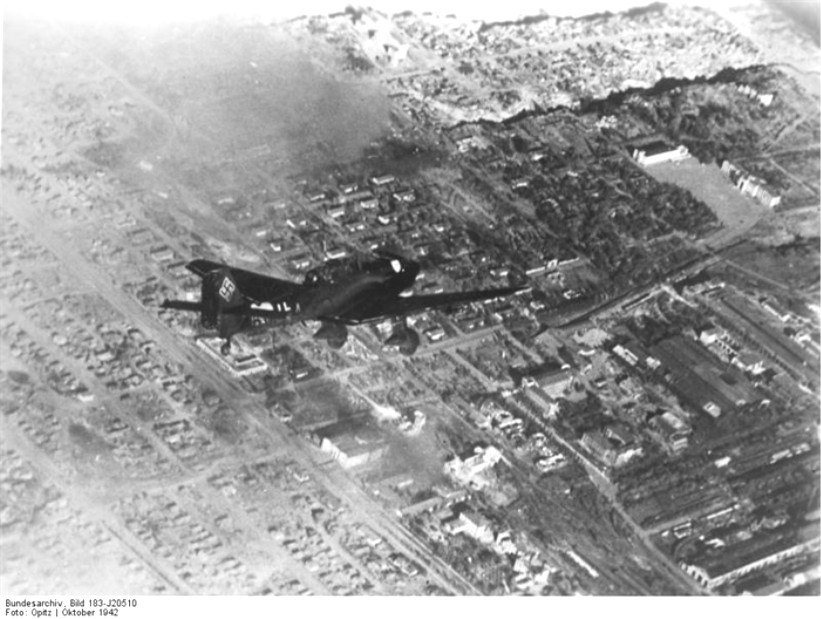 Bundesarchiv, Bild 183-J20510
Foto: Opitz | Oktober 1942